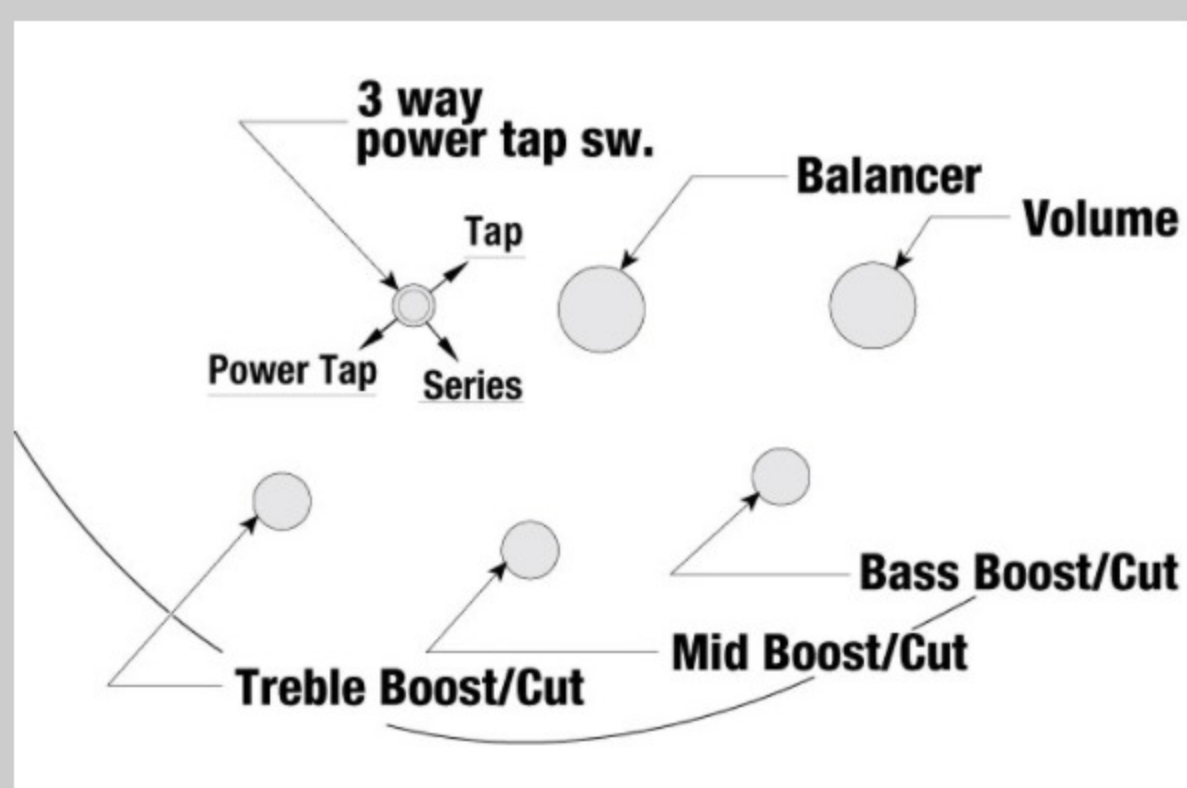 3 way
power tap sw.
Balancer
Volume
Tap
Power Tap
Series
Bass Boost/Cut
Mid Boost/Cut
Treble Boost/Cut